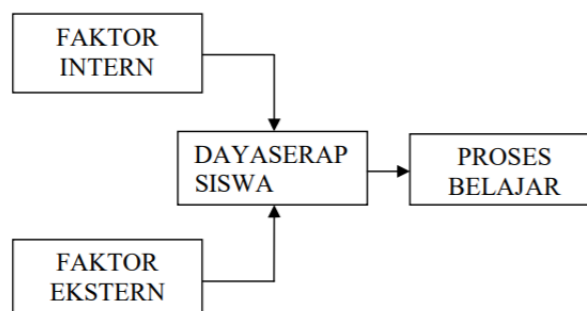 FAKTOR
INTERN
DAYASERAP
SISWA
PROSES
BELAJAR
FAKTOR
EKSTERN